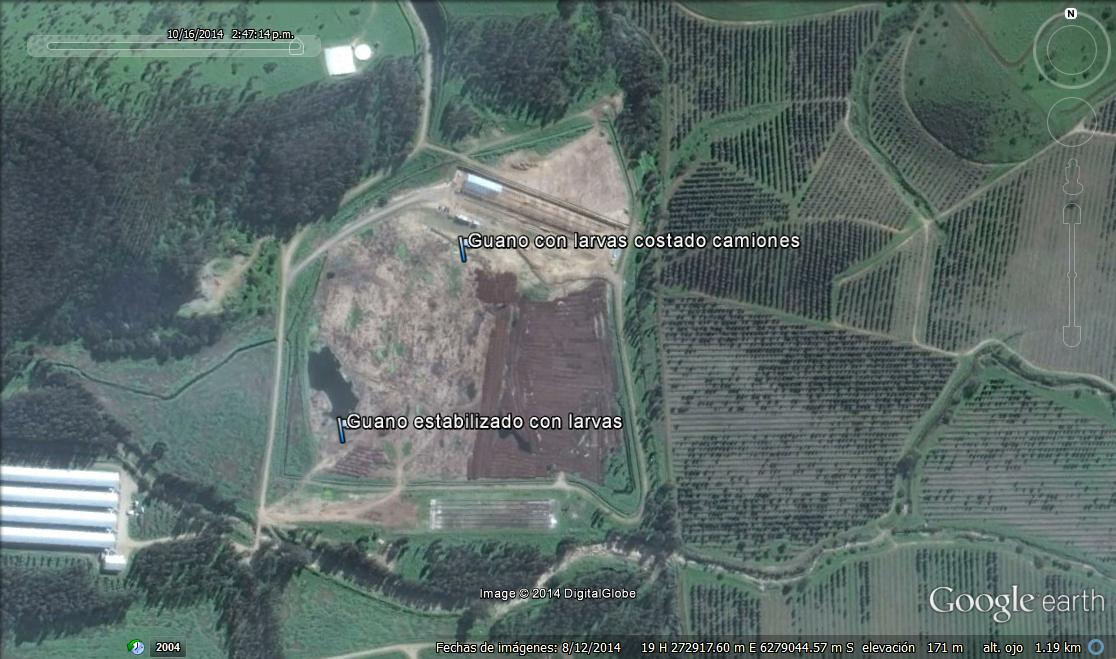 10/16/2014 2:47:14 p.m.
N
Guano con larvas costado camiones
Guano estabilizado con larvas
Image © 2014 DigitalGlobe
Google earth
2004
Fechas de imágenes: 8/12/2014 19 H 272917.60 m E 6279044.57 m S elevación 171 m alt. ojo 1.19 km